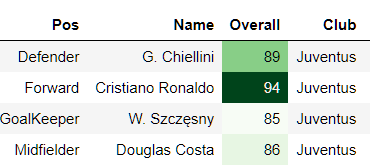 Pos Name Overall Club
Defender G. Chiellini 89 Juventus
Forward Cristiano Ronaldo 94 Juventus
GoalKeeper W. Szczęsny 85 Juventus
Midfielder Douglas Costa 86 Juventus